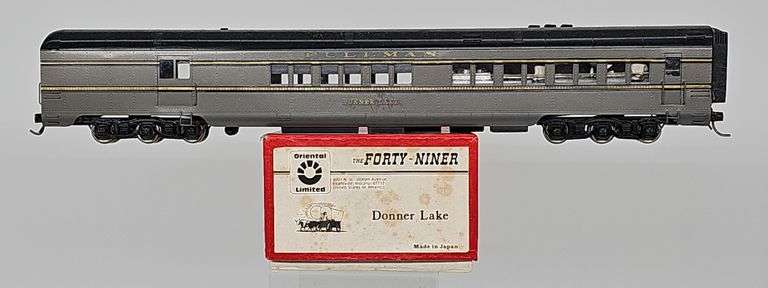 PULLMAN
DONNER LAKE
Oriental
Limited
THE FORTY-NINER
Donner Lake
Made in Japan